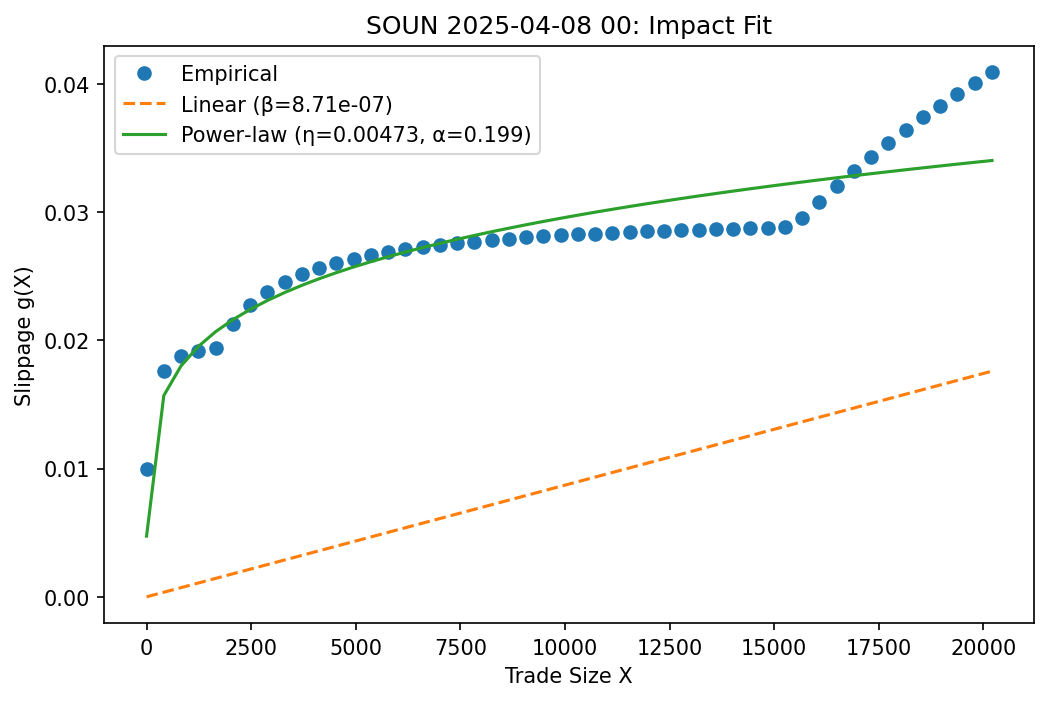 SOUN 2025-04-08 00: Impact Fit
Empirical
Linear (β=8.71e-07)
Power-law (η=0.00473, α=0.199)
Slippage g(X)
0.04
0.03
0.02
0.01
0.00
0 2500 5000 7500 10000 12500 15000 17500 20000
Trade Size X